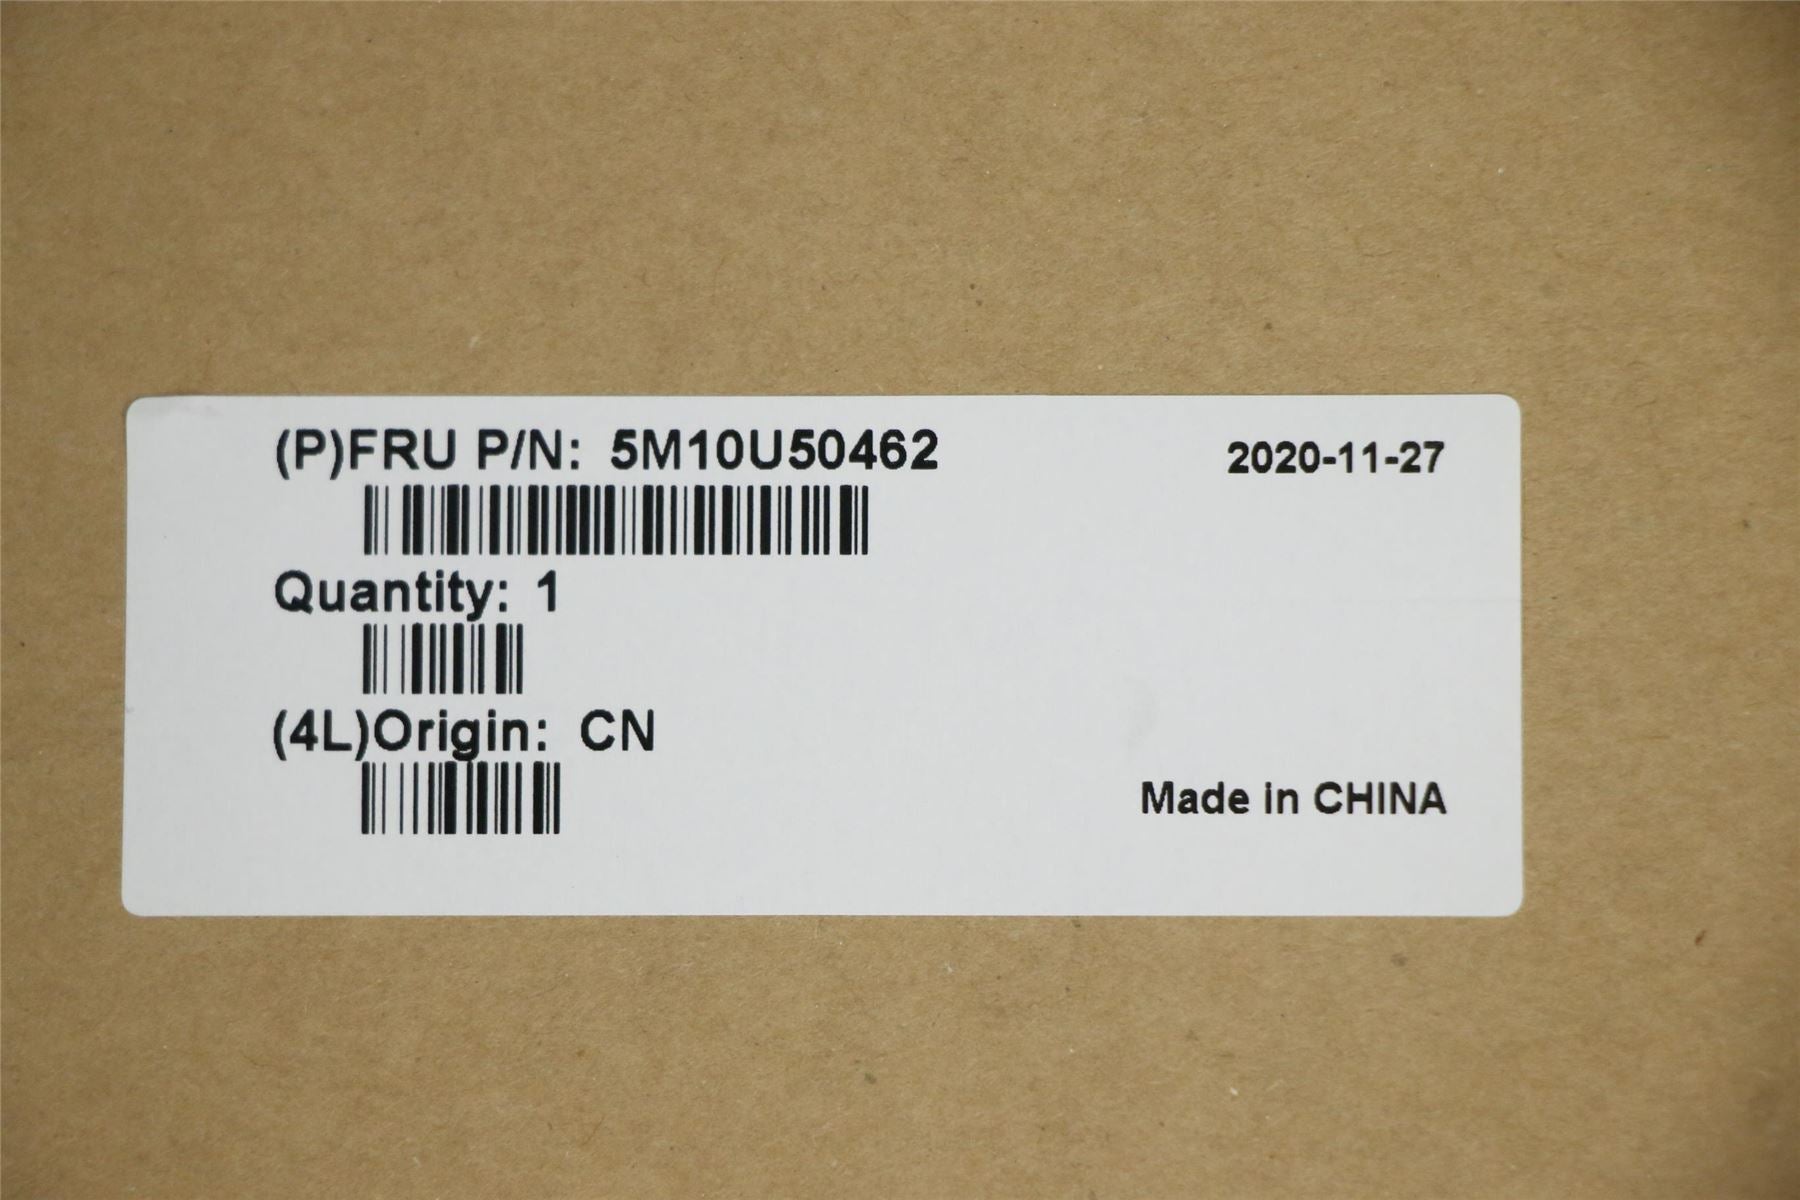 (P)FRU P/N: 5M10U50462
2020-11-27
Quantity: 1
(4L)Origin: CN
Made in CHINA